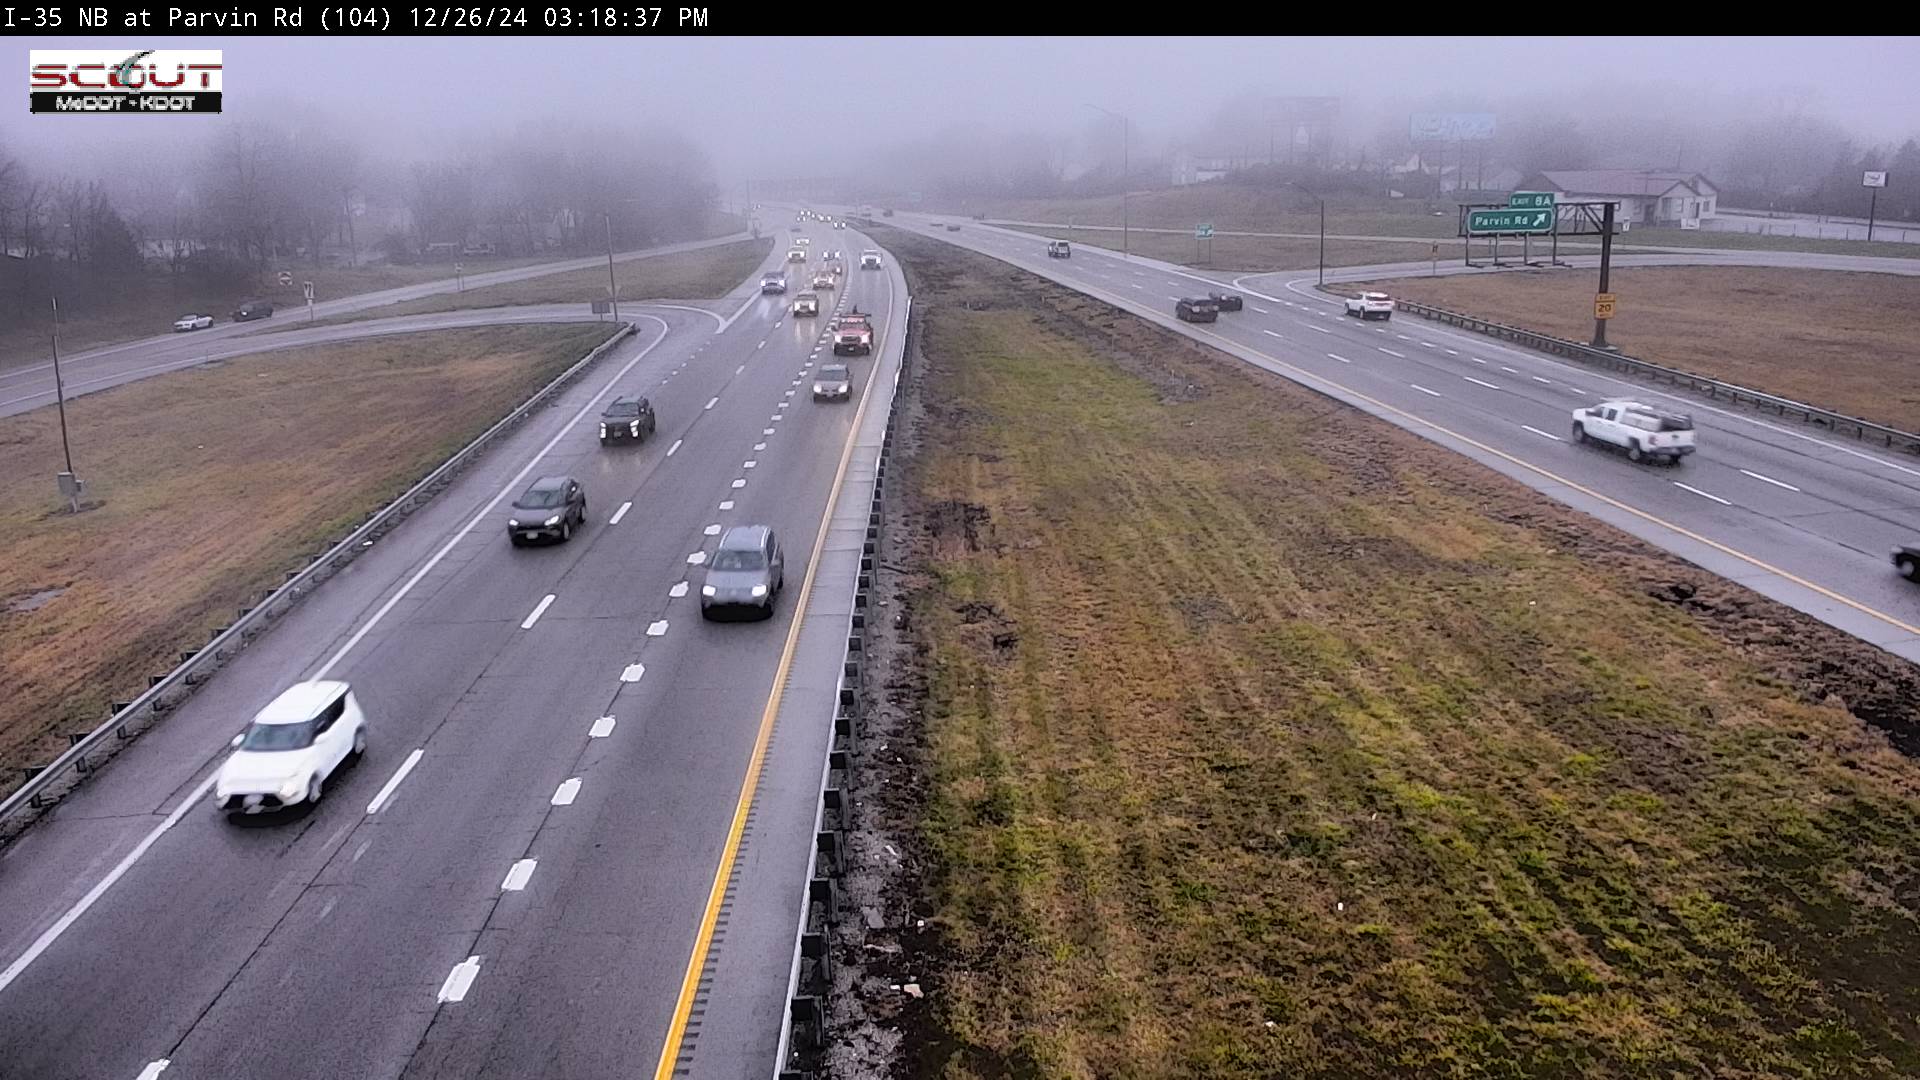 I-35 NB at Parvin Rd (104) 12/26/24 03:18:37 PM
SCOUT
MoDOT - KDOT
EXIT 8A
Parvin Rd
EXIT
20